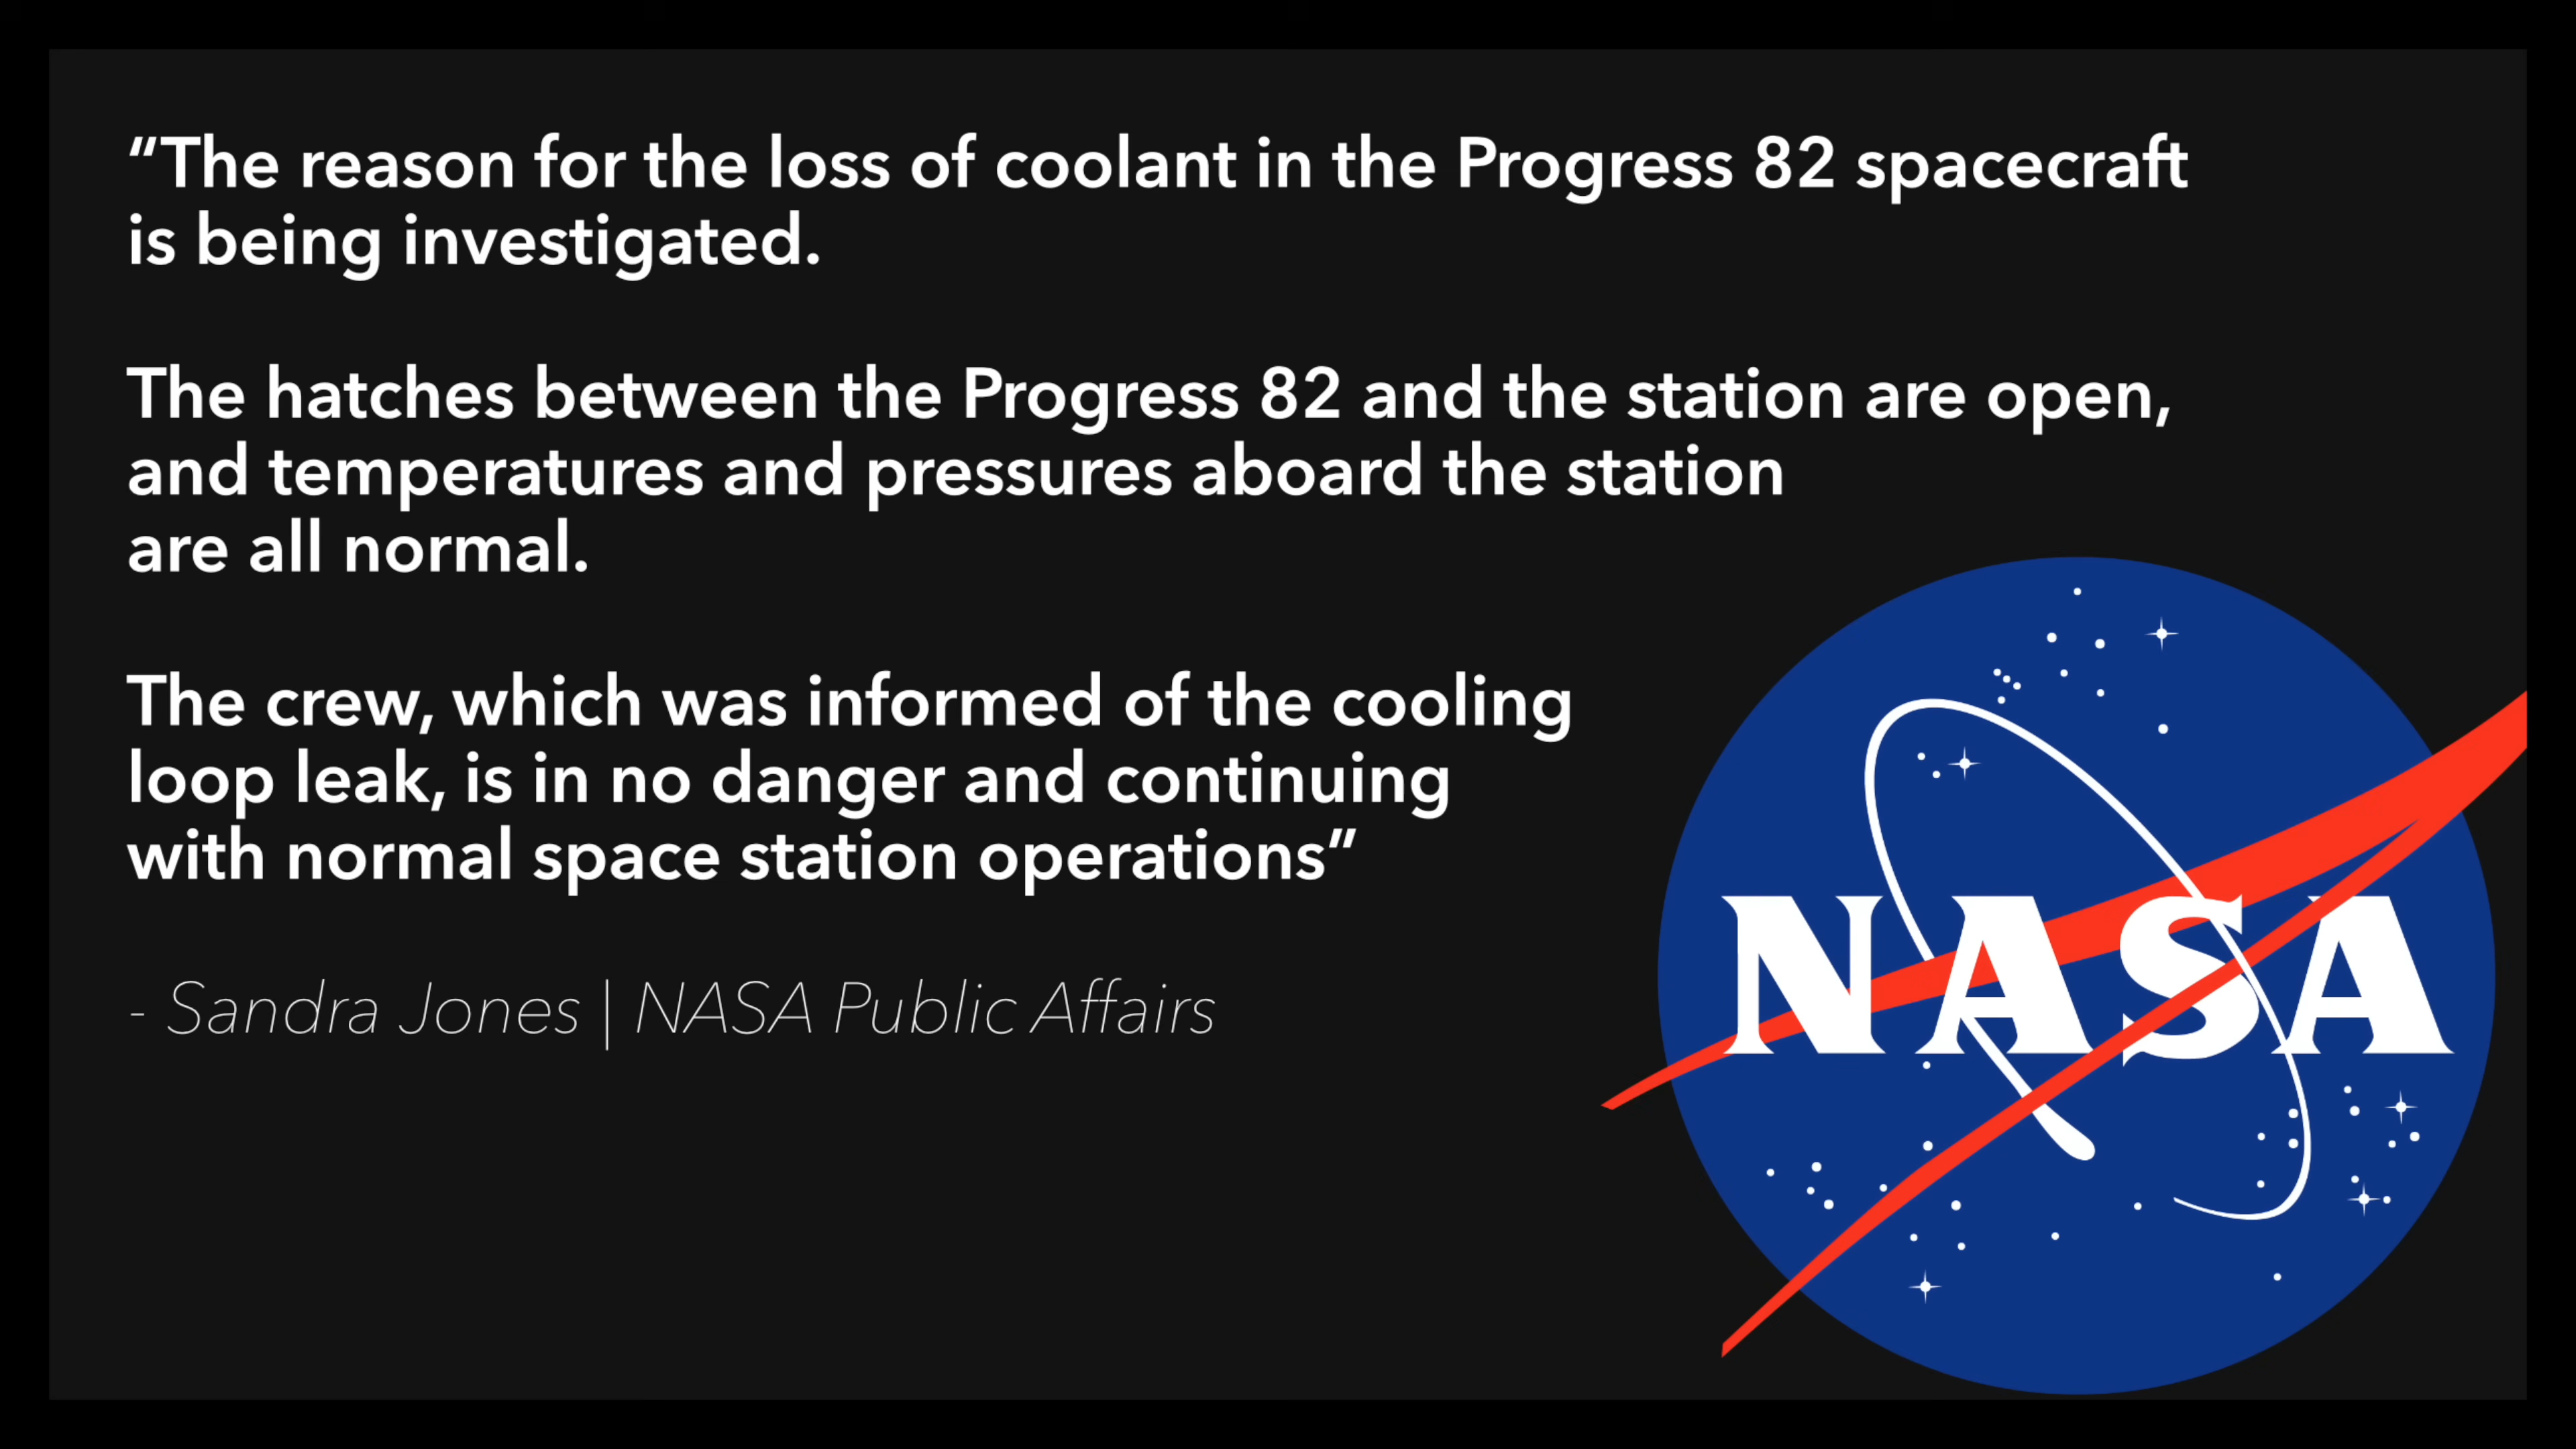 “The reason for the loss of coolant in the Progress 82 spacecraft
is being investigated.
The hatches between the Progress 82 and the station are open,
and temperatures and pressures aboard the station
are all normal.
The crew, which was informed of the cooling
loop leak, is in no danger and continuing
with normal space station operations”
- Sandra Jones | NASA Public Affairs
NASA